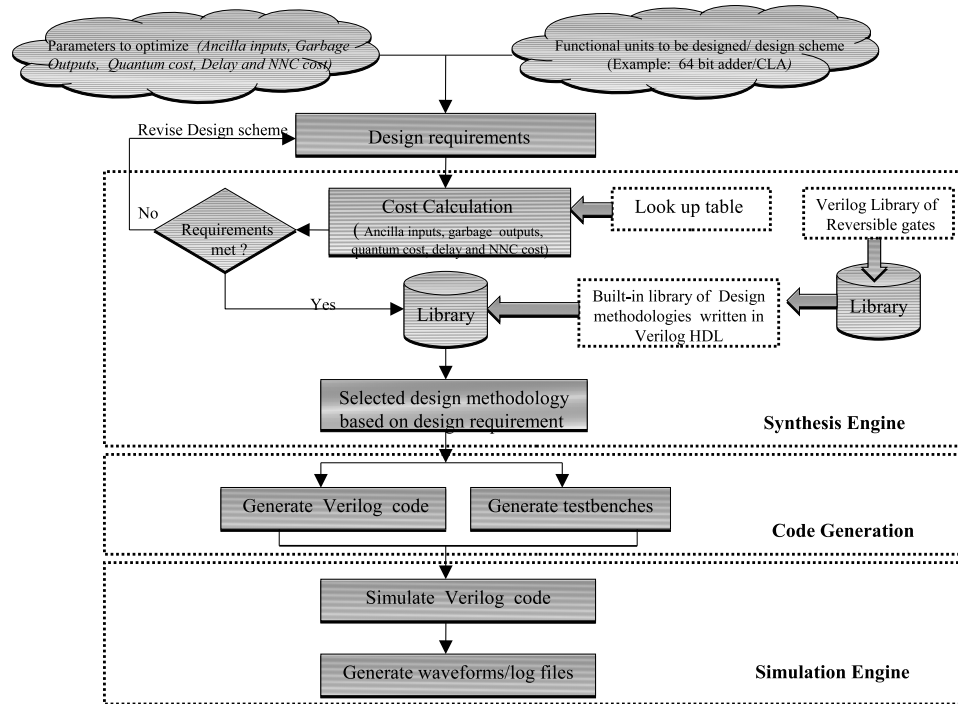 Parameters to optimize (Ancilla inputs, Garbage
Outputs, Quantum cost, Delay and NNC cost)
Functional units to be designed/ design scheme
(Example: 64 bit adder/CLA)
Revise Design scheme
Design requirements
No
Requirements
met ?
Cost Calculation
( Ancilla inputs, garbage outputs,
quantum cost, delay and NNC cost)
Look up table
Verilog Library of
Reversible gates
Yes
Library
Built-in library of Design
methodologies written in
Verilog HDL
Library
Selected design methodology
based on design requirement
Synthesis Engine
Generate Verilog code
Generate testbenches
Code Generation
Simulate Verilog code
Generate waveforms/log files
Simulation Engine